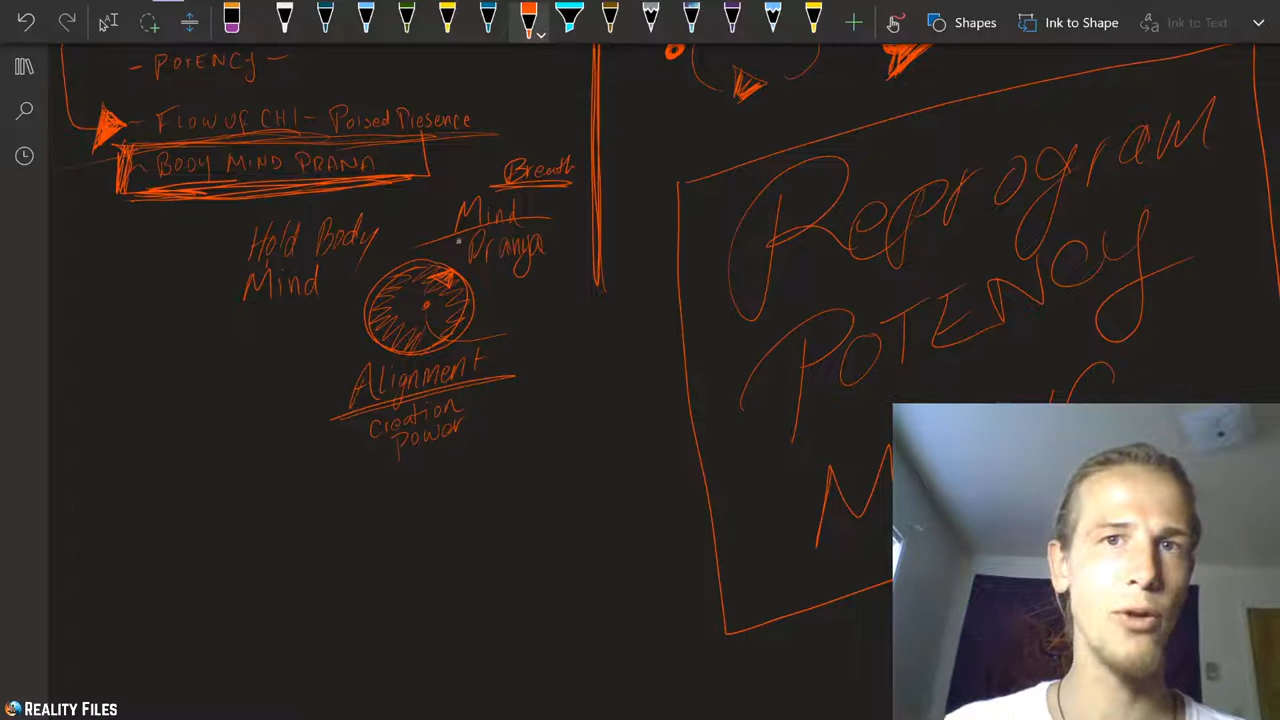 Shapes
Ink to Shape
Ink to Text
- POTENCY -
- FLOW OF CHI - Poised Presence
- BODY MIND PRANA
Breath
Mind
Pranya
Hold Body
Mind
Alignment
Creation
Power
Reprogram
POTENCY
REALITY FILES